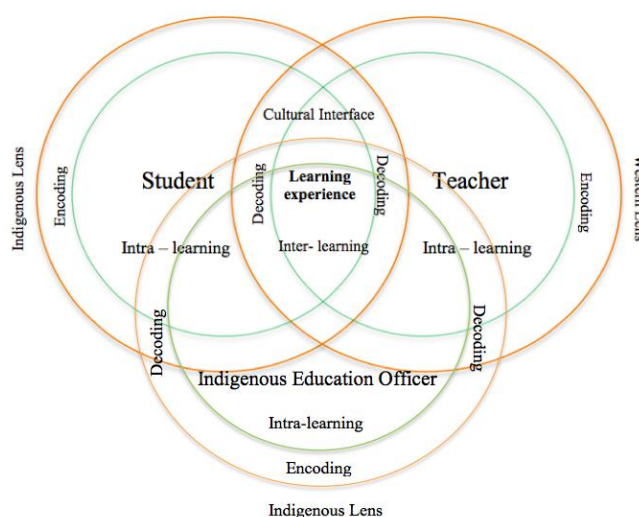 Cultural Interface
Indigenous Lens
Encoding
Student
Decoding
Learning
experience
Decoding
Teacher
Encoding
Intra – learning
Inter- learning
Intra – learning
Decoding
Decoding
Indigenous Education Officer
Intra-learning
Encoding
Indigenous Lens